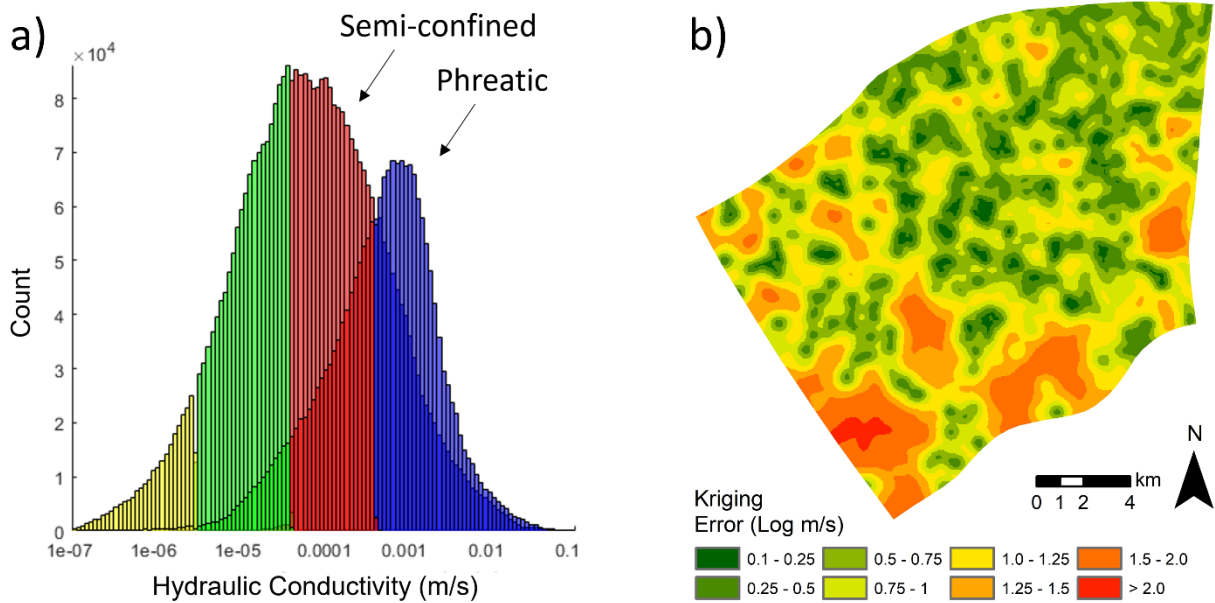 a)
×10⁴
Semi-confined
Phreatic
8
7
6
5
4
3
2
1
0
Count
1e-07 1e-06 1e-05 0.0001 0.001 0.01 0.1
Hydraulic Conductivity (m/s)
b)
N
km
0 1 2 4
Kriging
Error (Log m/s)
0.1 - 0.25 0.5 - 0.75 1.0 - 1.25 1.5 - 2.0
0.25 - 0.5 0.75 - 1 1.25 - 1.5 > 2.0